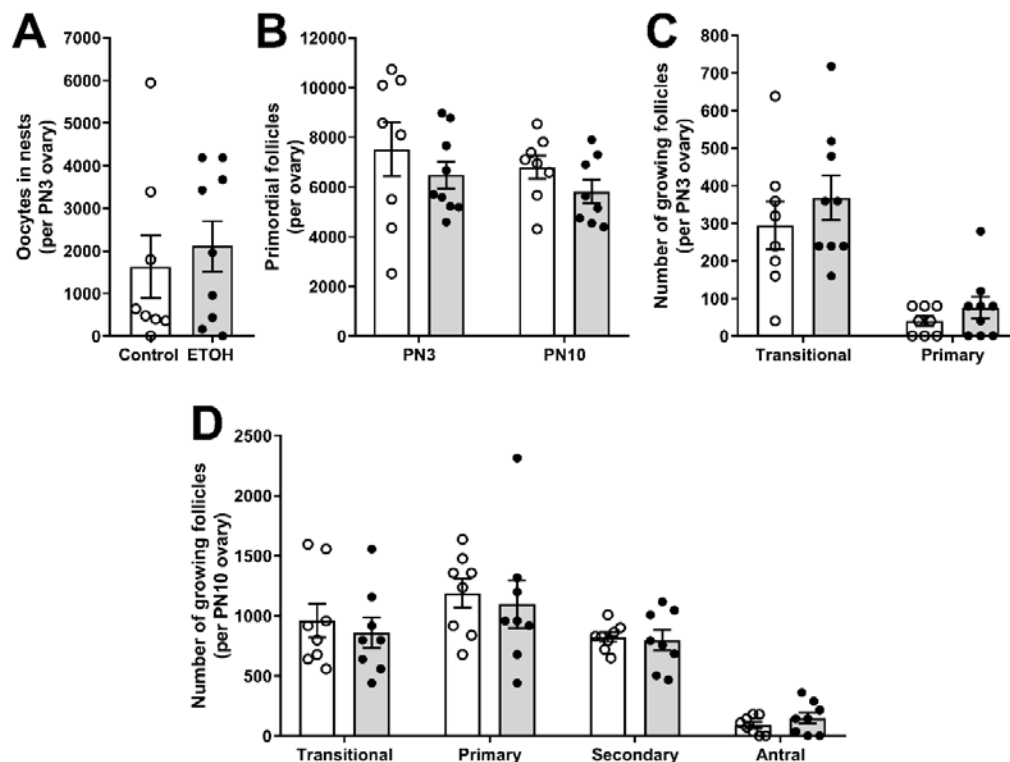 A
Oocytes in nests
(per PN3 ovary)
7000
6000
5000
4000
3000
2000
1000
0
Control ETOH
B
Primordial follicles
(per ovary)
12000
10000
8000
6000
4000
2000
0
PN3 PN10
C
Number of growing follicles
(per PN3 ovary)
800
700
600
500
400
300
200
100
0
Transitional Primary
D
Number of growing follicles
(per PN10 ovary)
2500
2000
1500
1000
500
0
Transitional Primary Secondary Antral